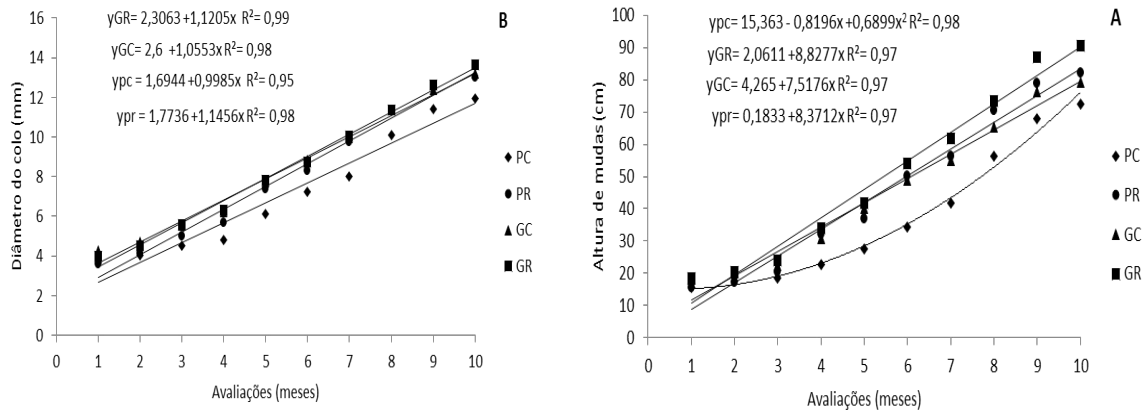 B
yGR= 2,3063 +1,1205x R²= 0,99
yGC= 2,6 +1,0553x R²= 0,98
ypc = 1,6944 +0,9985x R²= 0,95
ypr = 1,7736 +1,1456x R²= 0,98
Diâmetro do colo (mm)
16
14
12
10
8
6
4
2
0
0 1 2 3 4 5 6 7 8 9 10
Avaliações (meses)
PC
PR
GC
GR
A
ypc= 15,363 - 0,8196x +0,6899x² R²= 0,98
yGR= 2,0611 +8,8277x R²= 0,97
yGC= 4,265 +7,5176x R²= 0,97
ypr= 0,1833 +8,3712x R²= 0,97
Altura de mudas (cm)
100
90
80
70
60
50
40
30
20
10
0
0 1 2 3 4 5 6 7 8 9 10
Avaliações (meses)
PC
PR
GC
GR